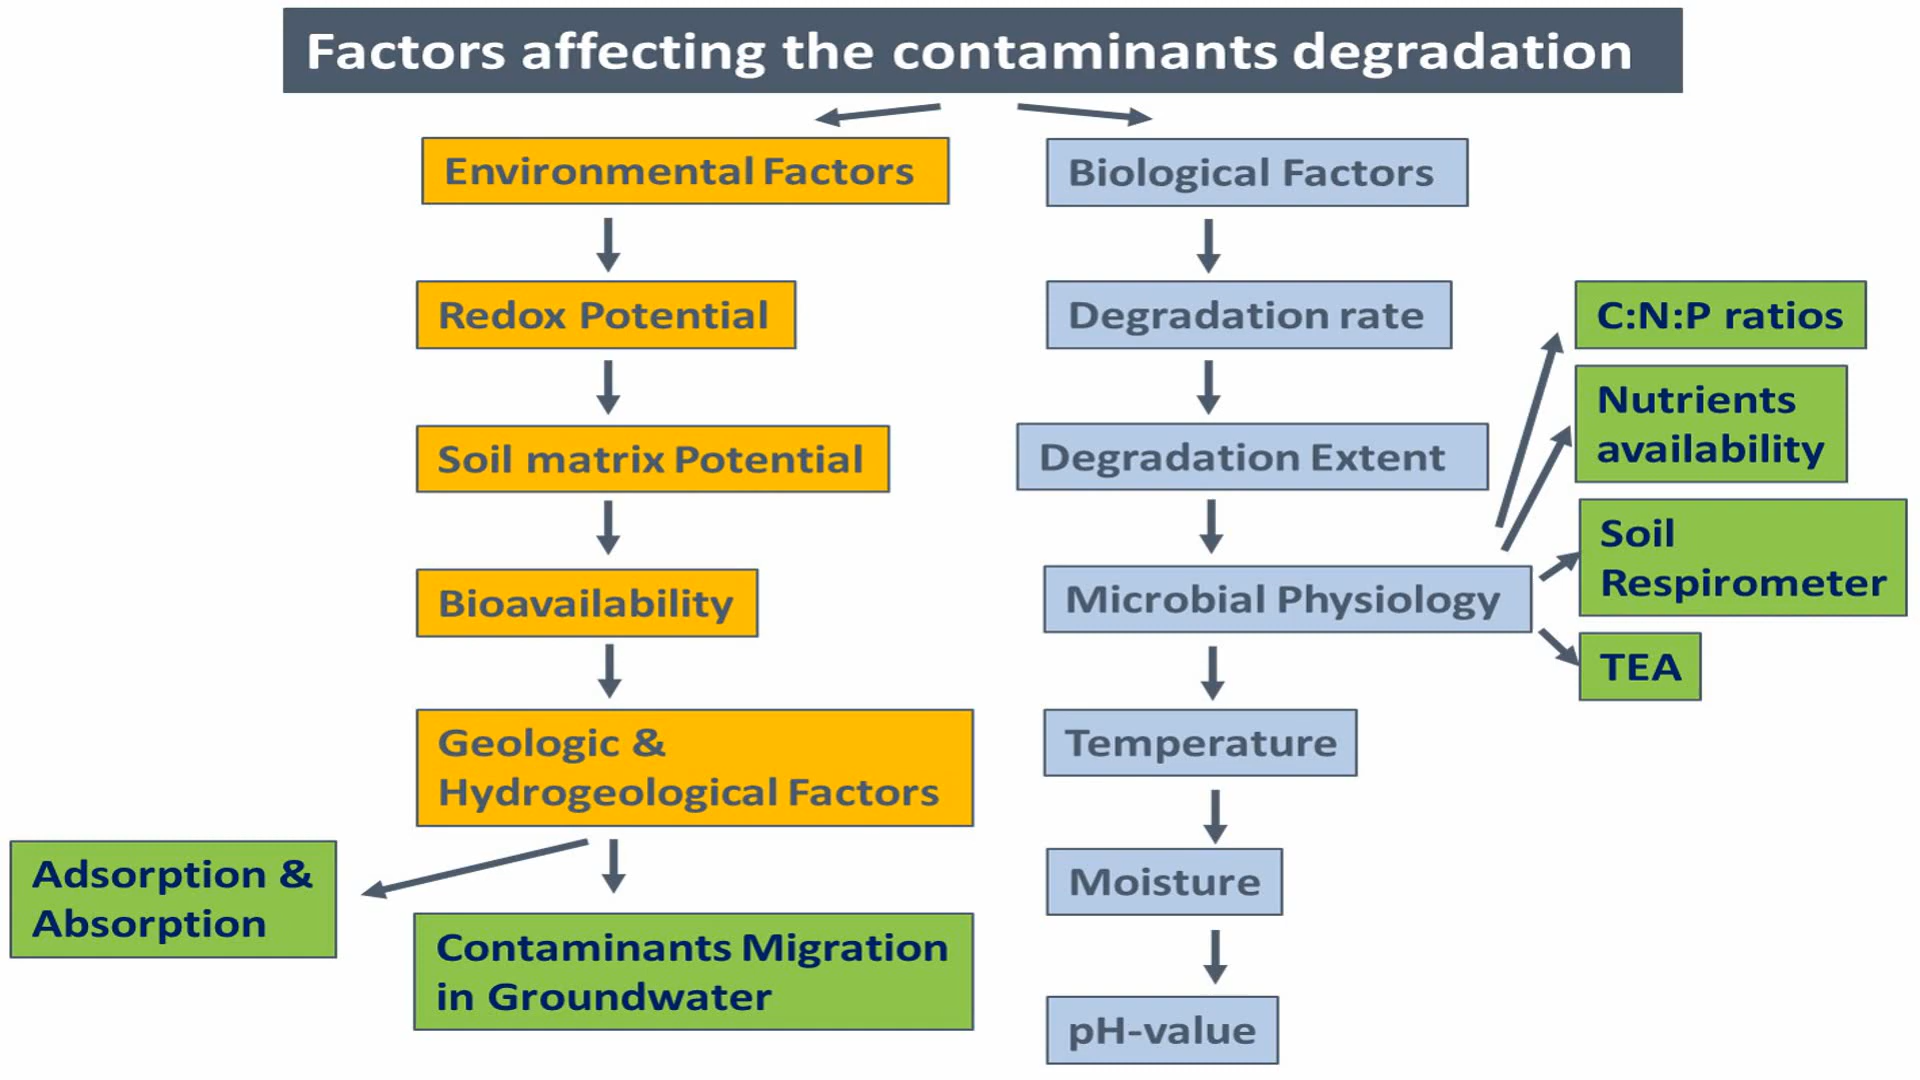 Factors affecting the contaminants degradation
Environmental Factors
Redox Potential
Soil matrix Potential
Bioavailability
Geologic &
Hydrogeological Factors
Adsorption &
Absorption
Contaminants Migration
in Groundwater
Biological Factors
Degradation rate
Degradation Extent
Microbial Physiology
C:N:P ratios
Nutrients
availability
Soil
Respirometer
TEA
Temperature
Moisture
pH-value